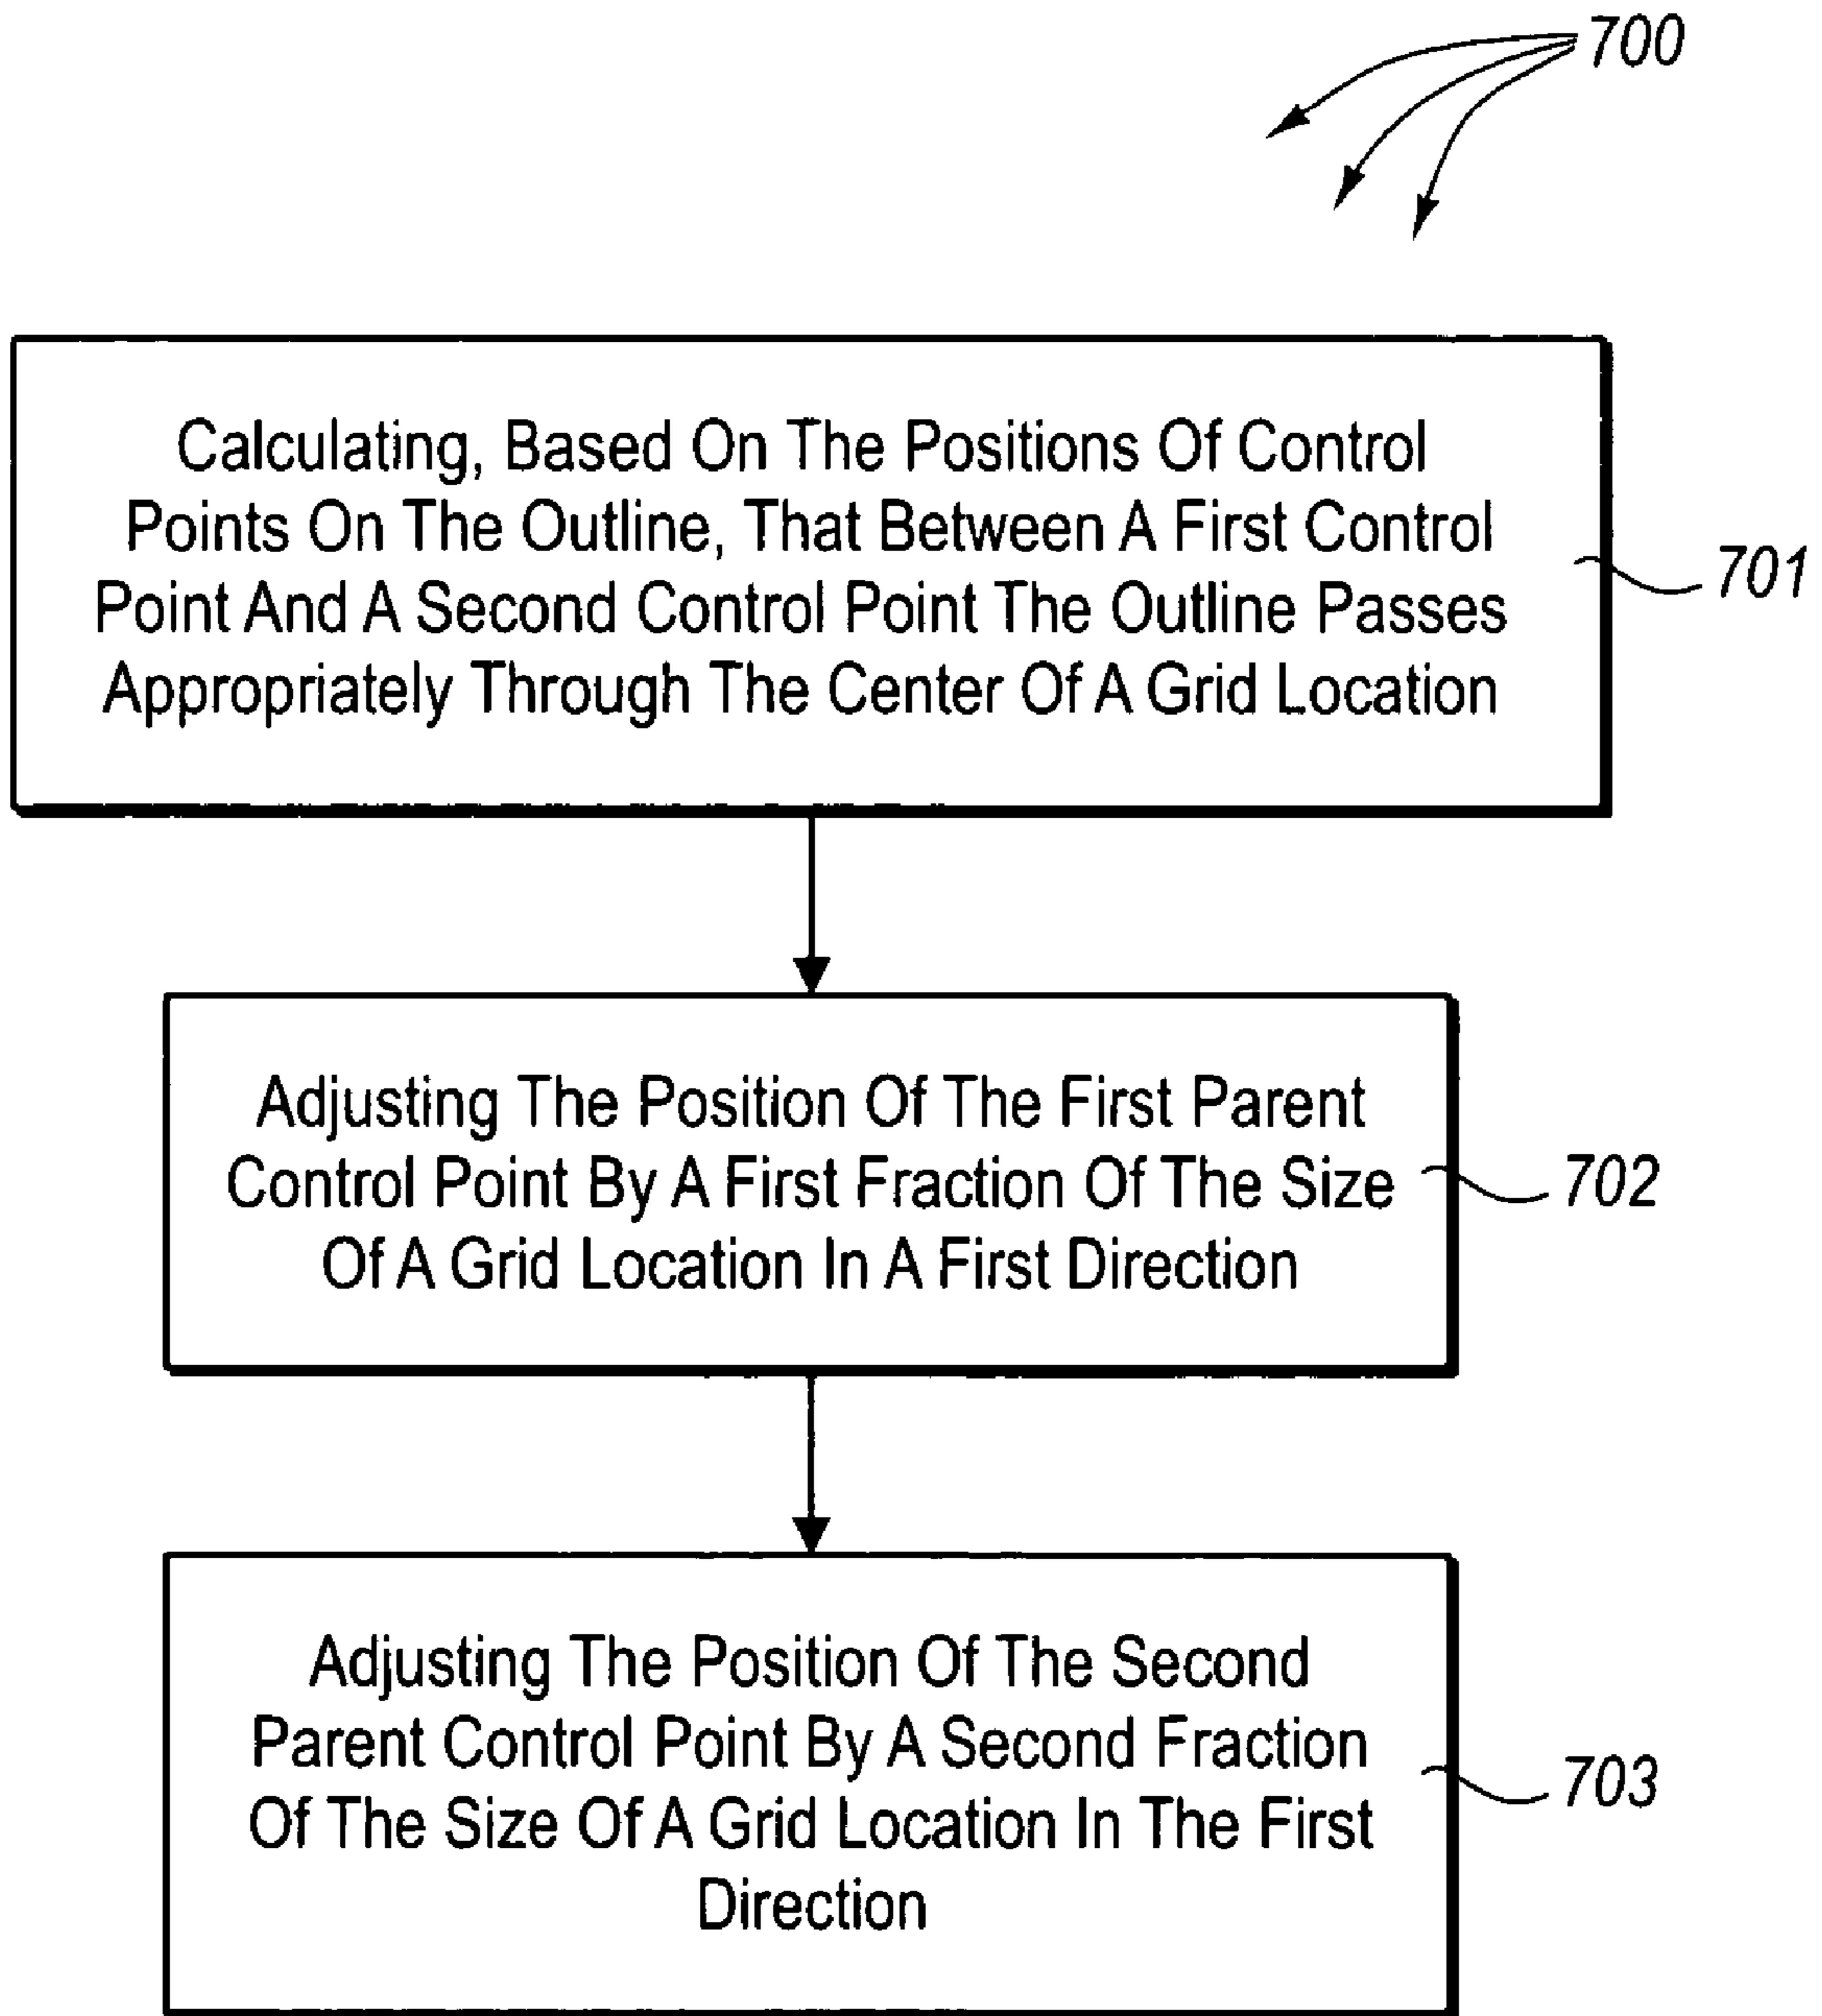 700
Calculating, Based On The Positions Of Control
Points On The Outline, That Between A First Control
Point And A Second Control Point The Outline Passes
Appropriately Through The Center Of A Grid Location
701
Adjusting The Position Of The First Parent
Control Point By A First Fraction Of The Size
Of A Grid Location In A First Direction
702
Adjusting The Position Of The Second
Parent Control Point By A Second Fraction
Of The Size Of A Grid Location In The First
Direction
703